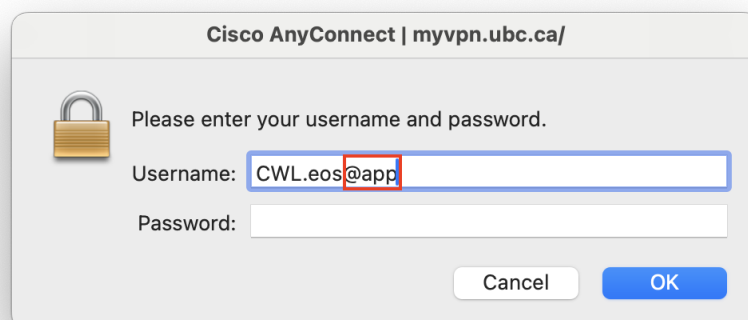 Cisco AnyConnect | myvpn.ubc.ca/
Please enter your username and password.
Username: CWL.eos@app
Password:
Cancel OK